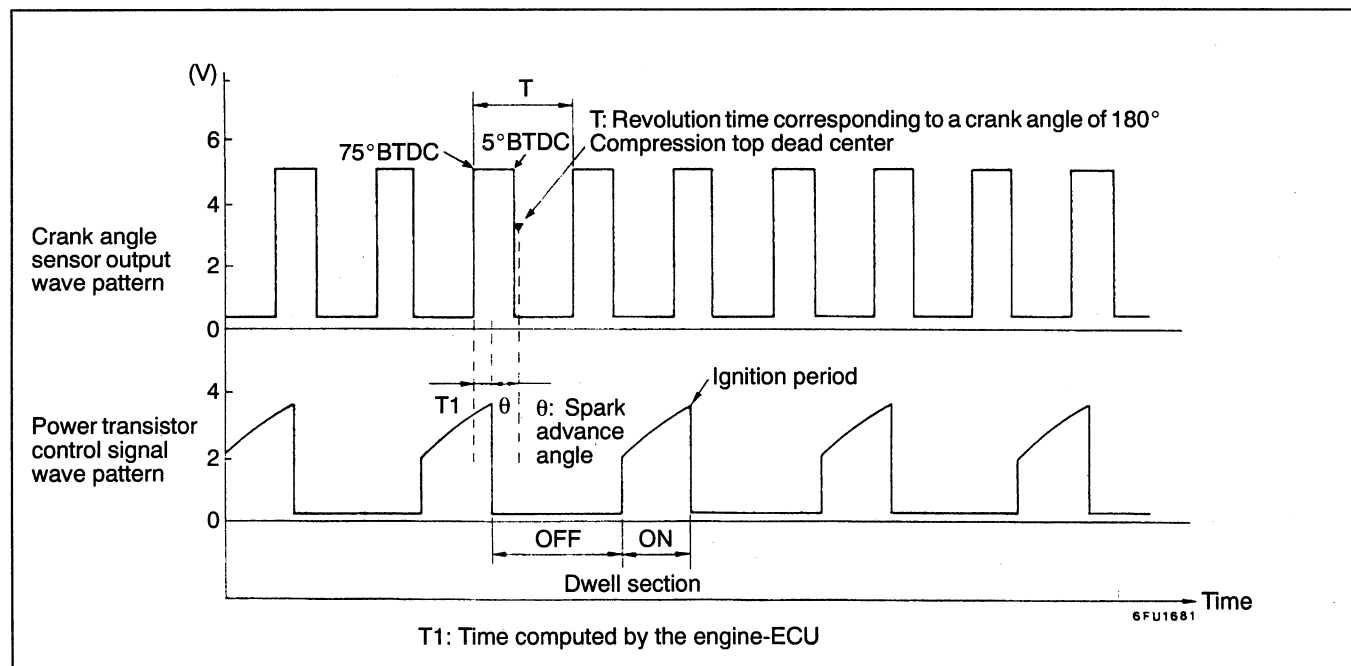 (V)
T
T: Revolution time corresponding to a crank angle of 180°
Compression top dead center
75°BTDC
5°BTDC
6
4
2
0
Crank angle
sensor output
wave pattern
4
2
0
T1
θ
θ: Spark
advance
angle
Ignition period
Power transistor
control signal
wave pattern
OFF
ON
Dwell section
Time
6FU1681
T1: Time computed by the engine-ECU